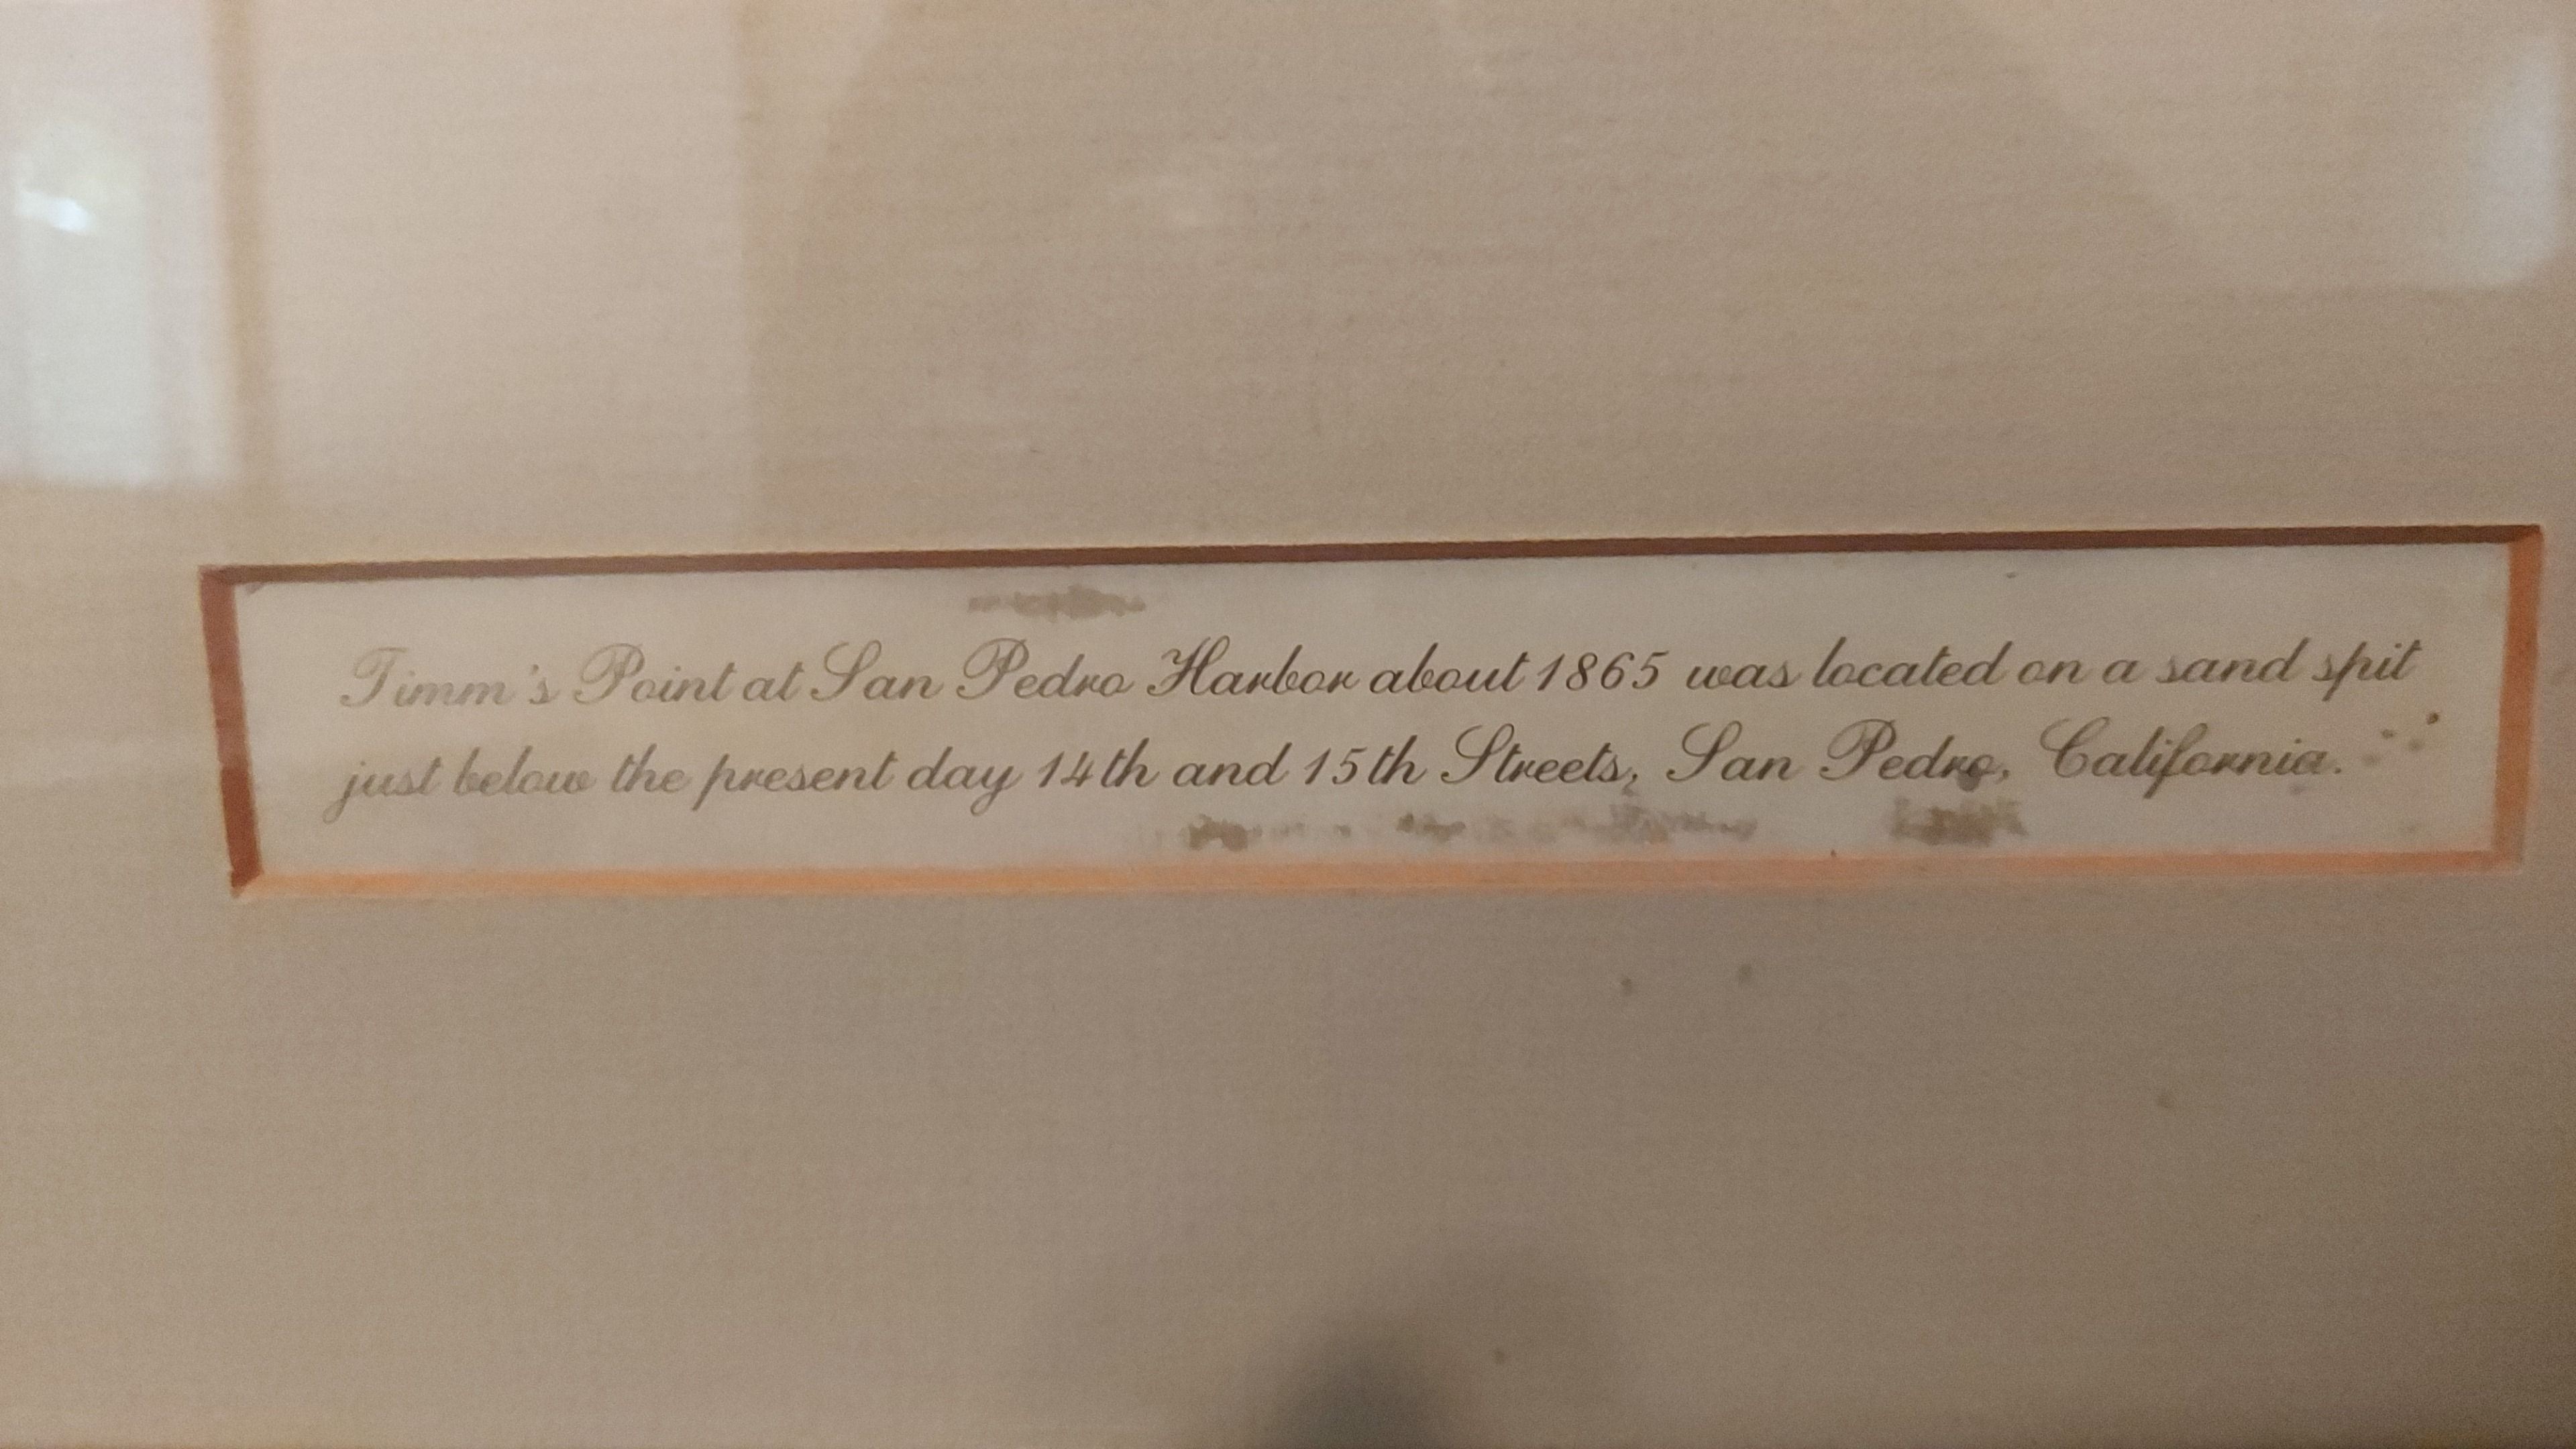 Timm's Point at San Pedro Harbor about 1865 was located on a sand spit
just below the present day 14th and 15th Streets, San Pedro, California.